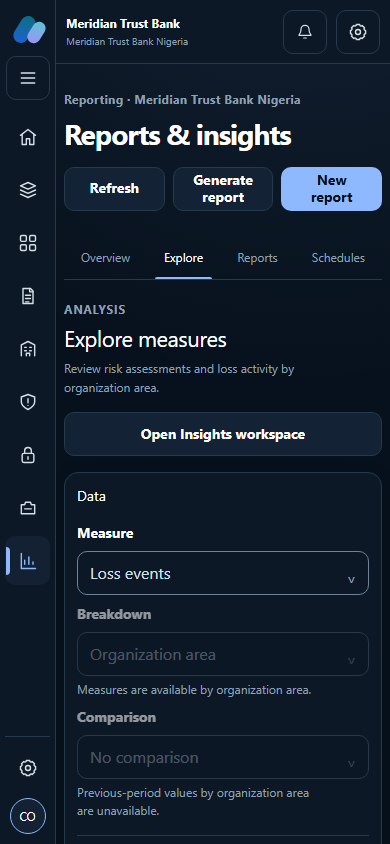 Meridian Trust Bank
Meridian Trust Bank Nigeria
Reporting · Meridian Trust Bank Nigeria
Reports & insights
Refresh
Generate
report
New
report
Overview
Explore
Reports
Schedules
ANALYSIS
Explore measures
Review risk assessments and loss activity by
organization area.
Open Insights workspace
Data
Measure
Loss events
Breakdown
Organization area
Measures are available by organization area.
Comparison
No comparison
Previous-period values by organization area
are unavailable.
CO